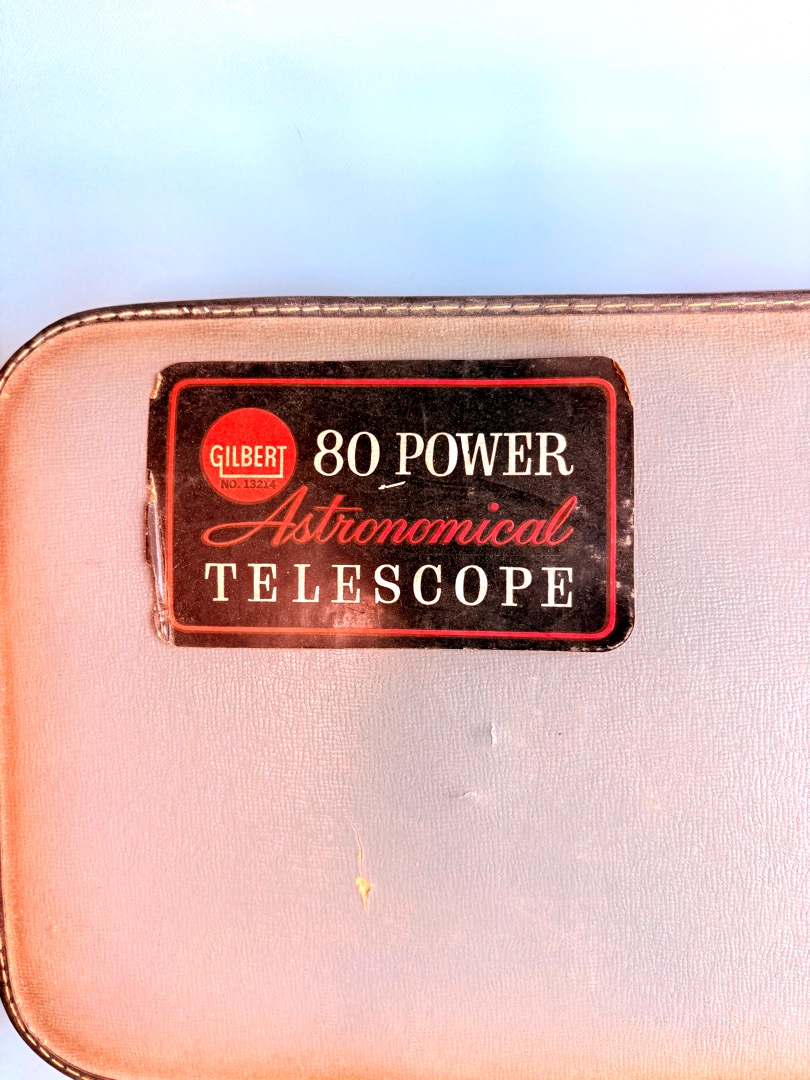 GILBERT
NO. 13214
80 POWER
Astronomical
TELESCOPE